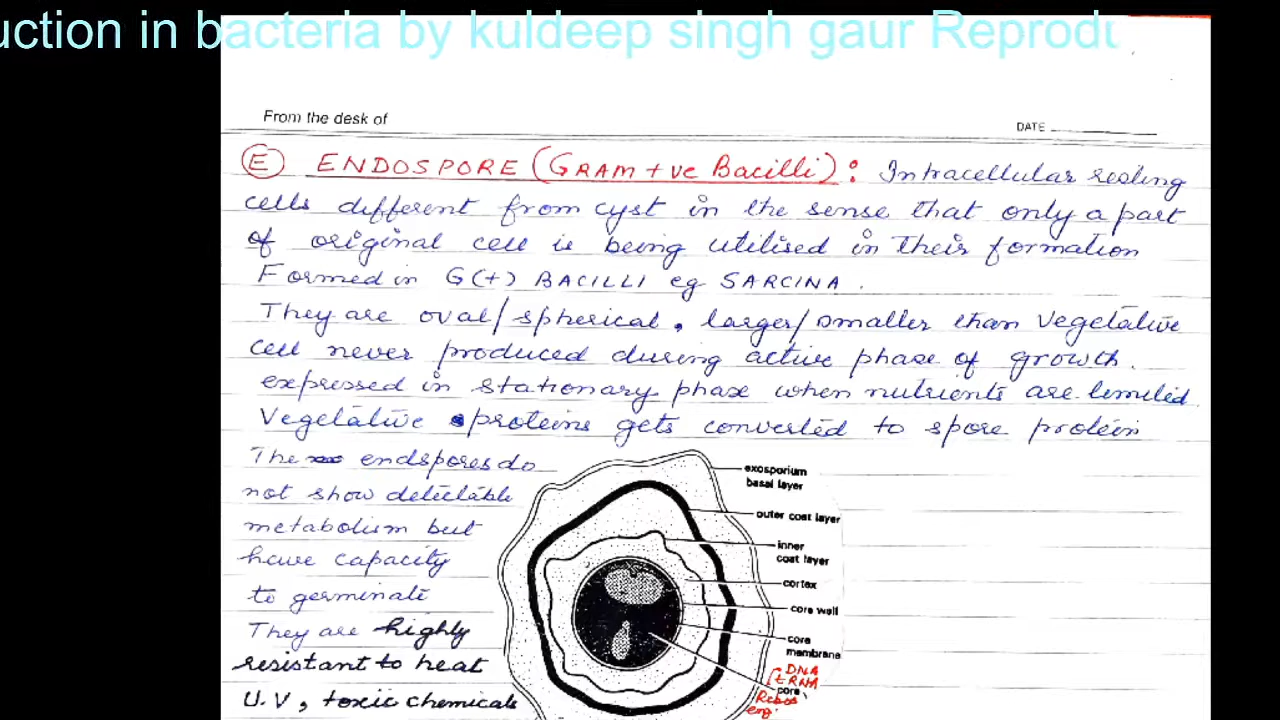 uction in bacteria by kuldeep singh gaur Reprodu
From the desk of
DATE
E ENDOSPORE (GRAM +ve Bacilli) : Intracellular resting
cells different from cyst in the sense that only a part
of original cell is being utilised in their formation
Formed in G(+) BACILLI eg SARCINA.
They are oval/spherical, larger/smaller than vegetative
cell never produced during active phase of growth.
expressed in stationary phase when nutrients are limited.
Vegetative proteins gets converted to spore protein
The endspores do
not show detectable
metabolism but
have capacity
to germinate
They are highly
resistant to heat
U.V, toxic chemicals
exosporium
basal layer
outer coat layer
inner
coat layer
cortex
core wall
core
membrane
DNA
+ RNA
core
Ribos
enz.